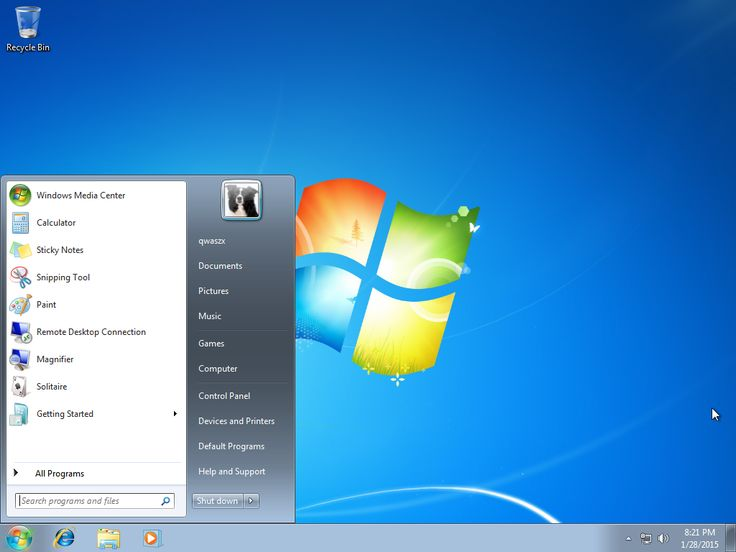 Recycle Bin
Windows Media Center
Calculator
Sticky Notes
Snipping Tool
Paint
Remote Desktop Connection
Magnifier
Solitaire
Getting Started
All Programs
Search programs and files
qwaszx
Documents
Pictures
Music
Games
Computer
Control Panel
Devices and Printers
Default Programs
Help and Support
Shut down
8:21 PM
1/28/2015